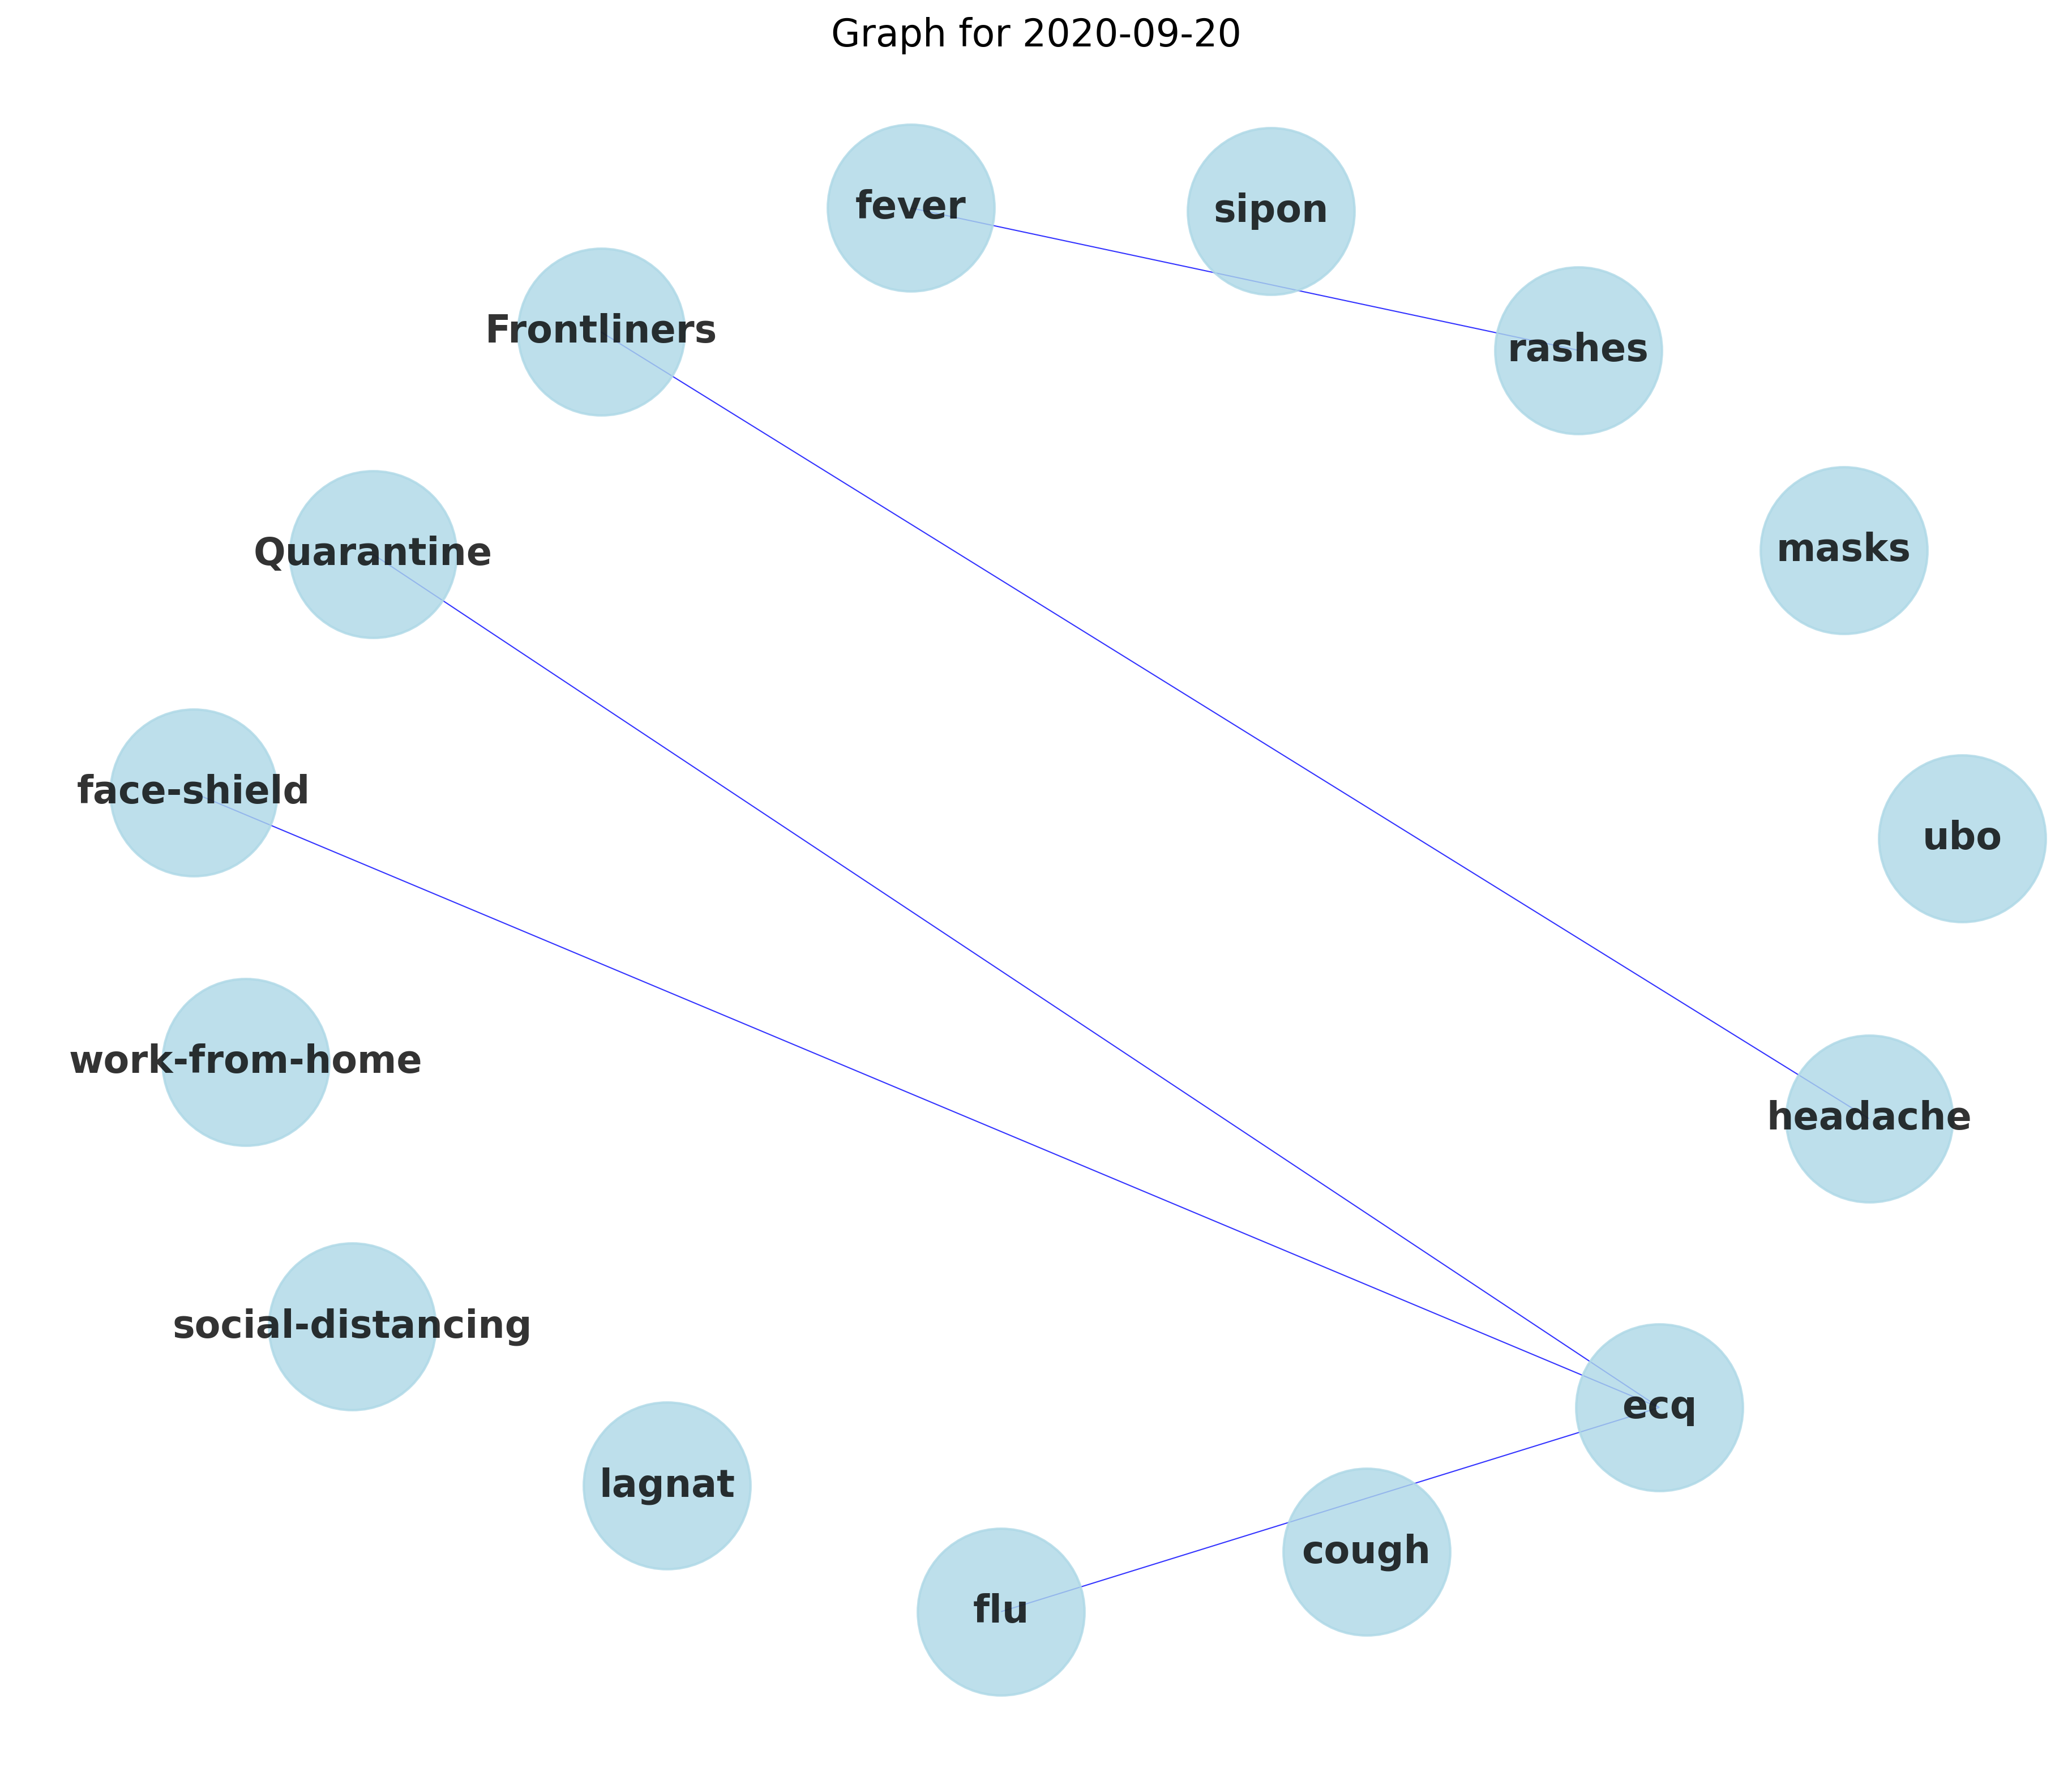 Graph for 2020-09-20
fever
sipon
Frontliners
rashes
Quarantine
masks
face-shield
ubo
work-from-home
headache
social-distancing
ecq
lagnat
cough
flu